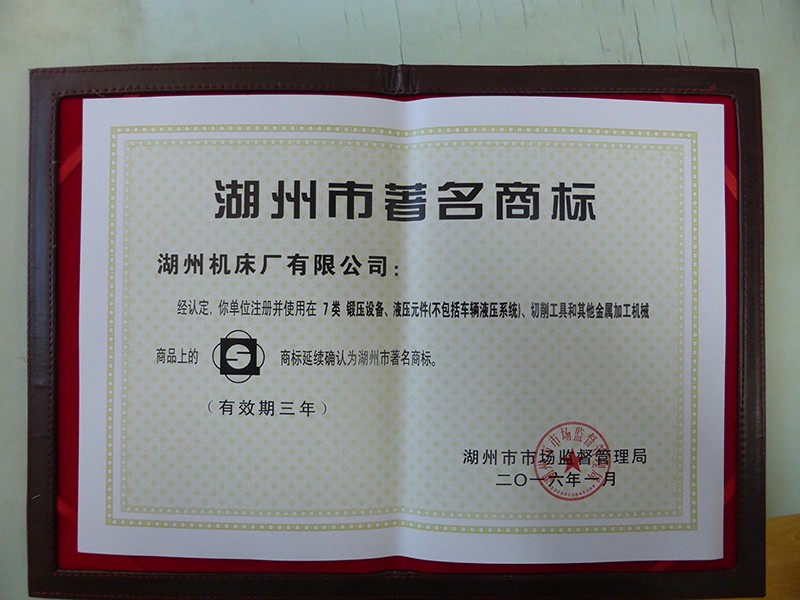 湖州市著名商标
湖州机床厂有限公司：
经认定，你单位注册并使用在 7类 锻压设备、液压元件(不包括车辆液压系统)、切削工具和其他金属加工机械
商品上的 商标延续确认为湖州市著名商标。
（有效期三年）
湖州市市场监督管理局
二〇一六年一月